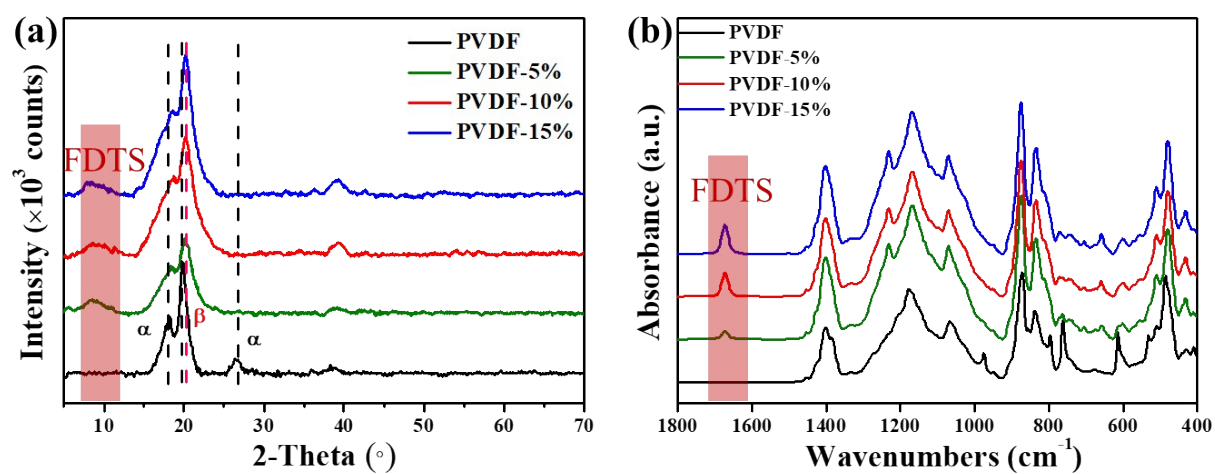 (a)
PVDF
PVDF-5%
PVDF-10%
PVDF-15%
FDTS
α
β
α
10 20 30 40 50 60 70
2-Theta (°)
Intensity (×10³ counts)
(b)
PVDF
PVDF-5%
PVDF-10%
PVDF-15%
FDTS
1800 1600 1400 1200 1000 800 600 400
Wavenumbers (cm⁻¹)
Absorbance (a.u.)